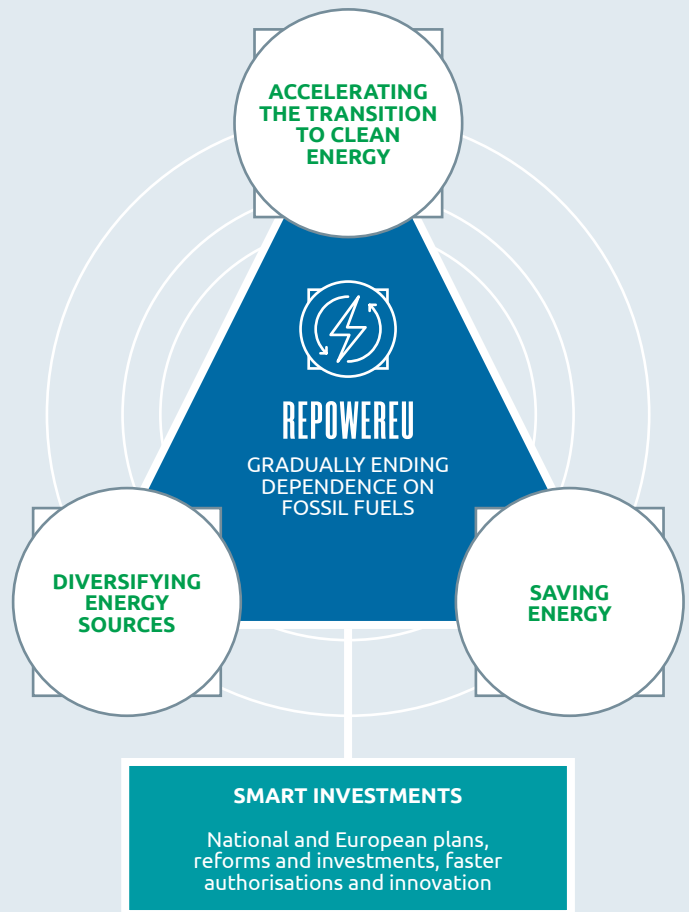 ACCELERATING
THE TRANSITION
TO CLEAN
ENERGY
REPOWEREU
GRADUALLY ENDING
DEPENDENCE ON
FOSSIL FUELS
DIVERSIFYING
ENERGY
SOURCES
SAVING
ENERGY
SMART INVESTMENTS
National and European plans,
reforms and investments, faster
authorisations and innovation